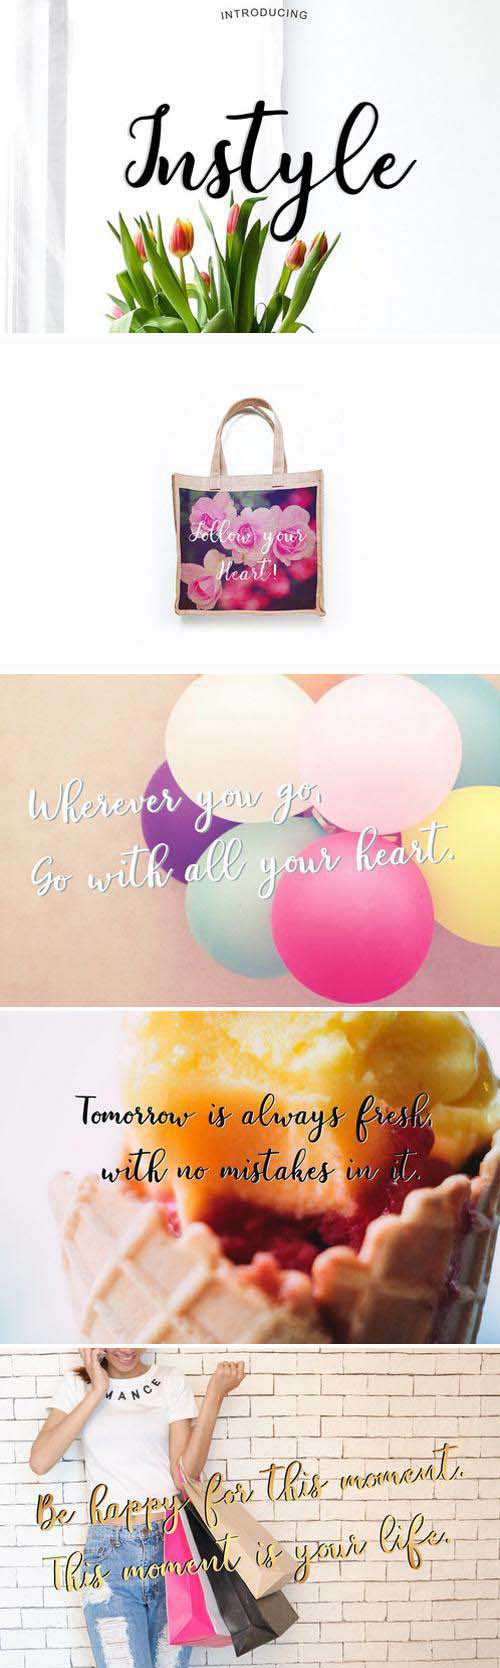 INTRODUCING
Instyle
Follow your
Heart!
Wherever you go,
Go with all your heart.
Tomorrow is always fresh,
with no mistakes in it.
MANCE
Be happy for this moment.
This moment is your life.